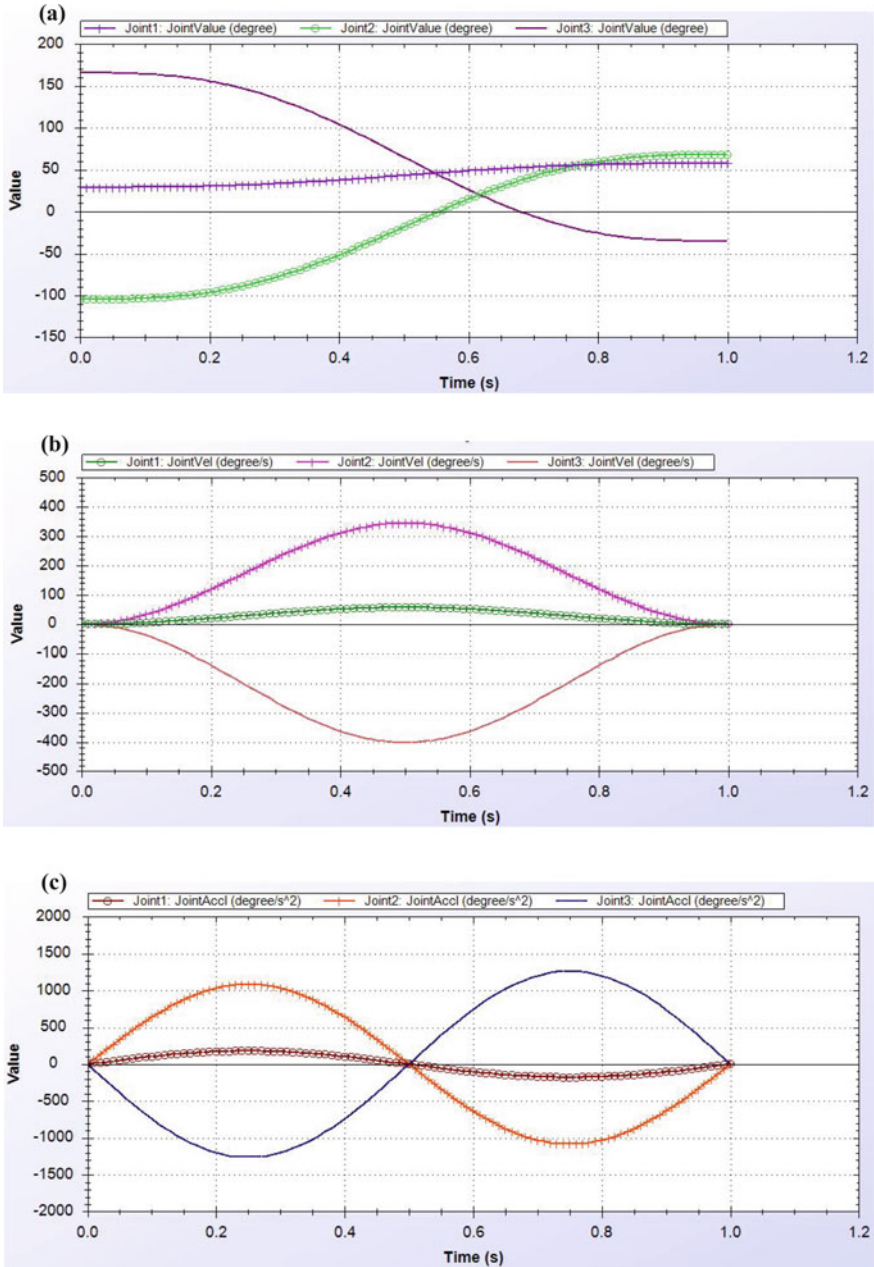 (a)
Joint1: JointValue (degree) Joint2: JointValue (degree) Joint3: JointValue (degree)
200
150
100
50
0
-50
-100
-150
Value
0.0 0.2 0.4 0.6 0.8 1.0 1.2
Time (s)
(b)
Joint1: JointVel (degree/s) Joint2: JointVel (degree/s) Joint3: JointVel (degree/s)
500
400
300
200
100
0
-100
-200
-300
-400
-500
Value
0.0 0.2 0.4 0.6 0.8 1.0 1.2
Time (s)
(c)
Joint1: JointAccl (degree/s^2) Joint2: JointAccl (degree/s^2) Joint3: JointAccl (degree/s^2)
2000
1500
1000
500
0
-500
-1000
-1500
-2000
Value
0.0 0.2 0.4 0.6 0.8 1.0 1.2
Time (s)